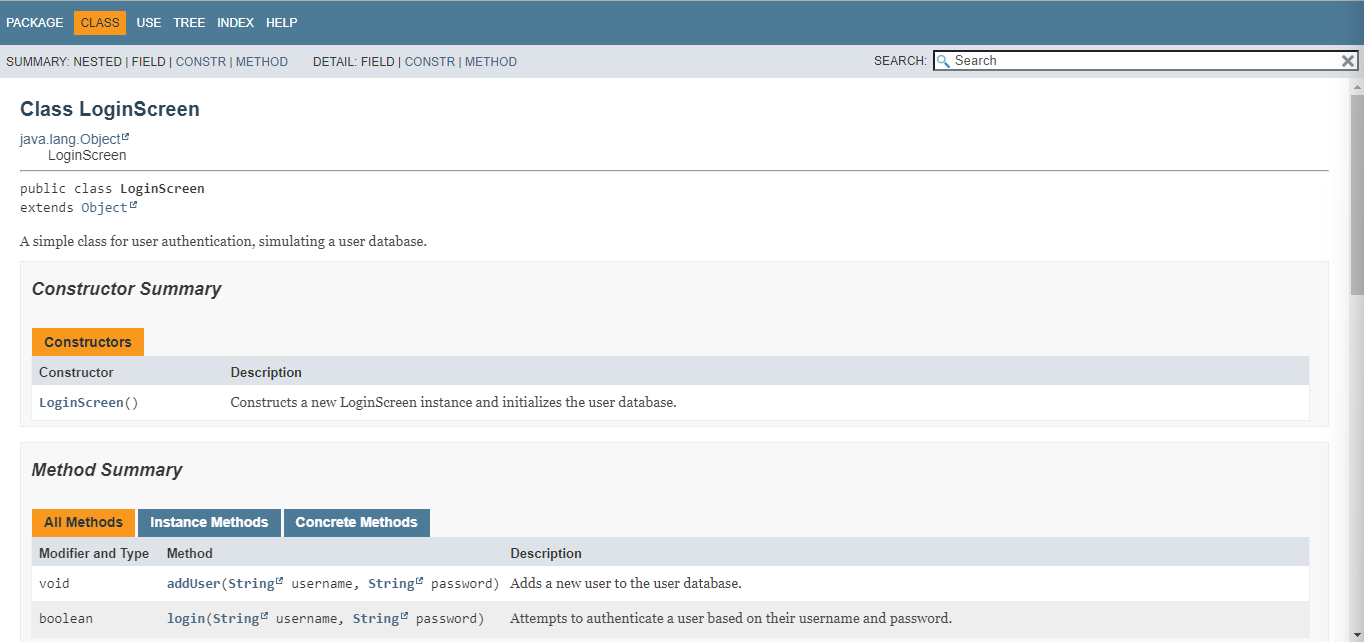 PACKAGE CLASS USE TREE INDEX HELP
SUMMARY: NESTED | FIELD | CONSTR | METHOD DETAIL: FIELD | CONSTR | METHOD SEARCH: Search
Class LoginScreen
java.lang.Object
LoginScreen
public class LoginScreen
extends Object
A simple class for user authentication, simulating a user database.
Constructor Summary
Constructors
Constructor Description
LoginScreen() Constructs a new LoginScreen instance and initializes the user database.
Method Summary
All Methods Instance Methods Concrete Methods
Modifier and Type Method Description
void addUser(String username, String password) Adds a new user to the user database.
boolean login(String username, String password) Attempts to authenticate a user based on their username and password.